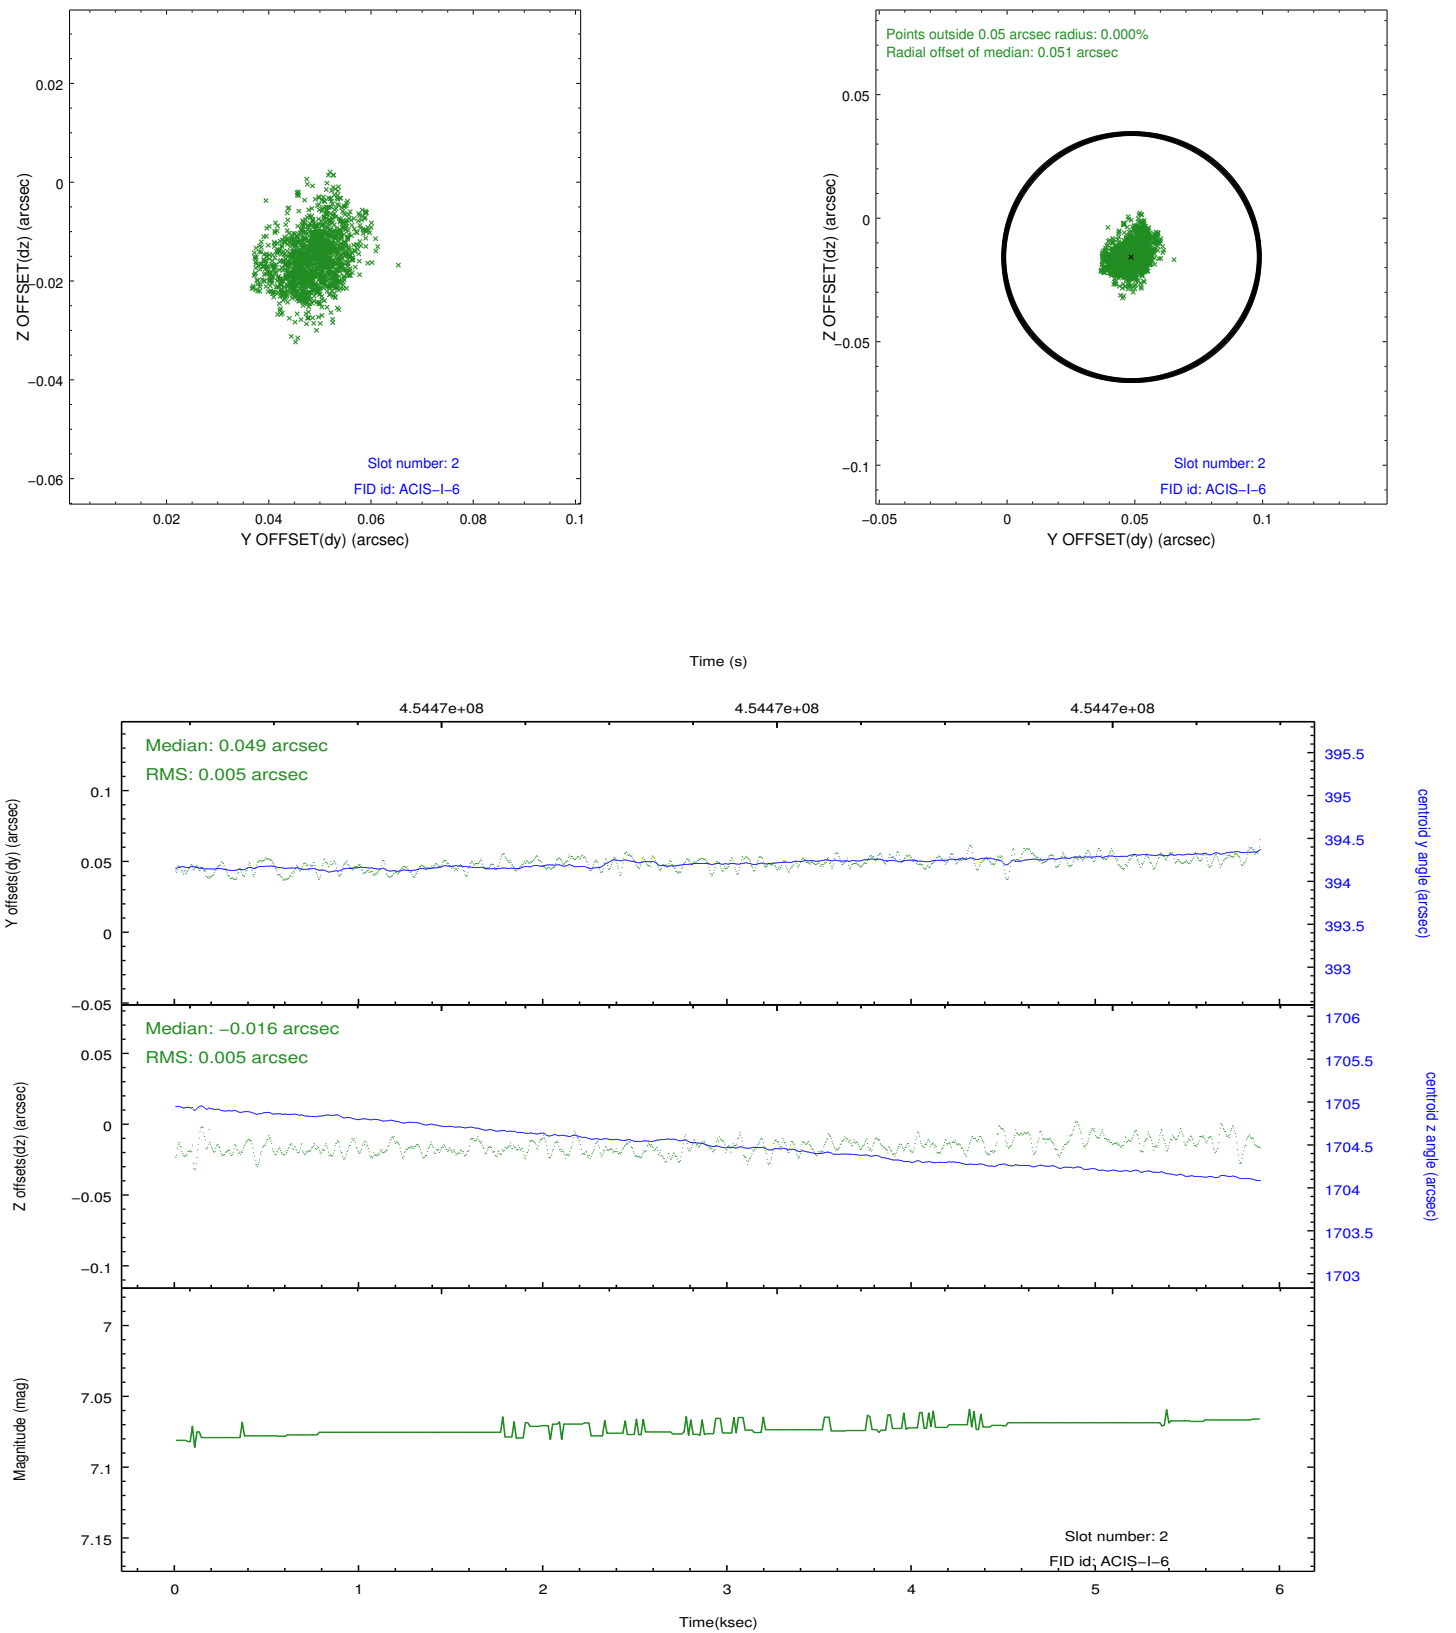 0.02
0
−0.02
−0.04
−0.06
Z OFFSET(dz) (arcsec)
Slot number: 2
FID id: ACIS−I−6
0.02 0.04 0.06 0.08 0.1
Y OFFSET(dy) (arcsec)
Points outside 0.05 arcsec radius: 0.000%
Radial offset of median: 0.051 arcsec
0.05
0
−0.05
−0.1
Z OFFSET(dz) (arcsec)
Slot number: 2
FID id: ACIS−I−6
−0.05 0 0.05 0.1
Y OFFSET(dy) (arcsec)
Time (s)
4.5447e+08 4.5447e+08 4.5447e+08
Median: 0.049 arcsec
RMS: 0.005 arcsec
0.1
0.05
0
−0.05
Y offsets(dy) (arcsec)
395.5
395
394.5
394
393.5
393
centroid y angle (arcsec)
Median: −0.016 arcsec
RMS: 0.005 arcsec
0.05
0
−0.05
−0.1
Z offsets(dz) (arcsec)
1706
1705.5
1705
1704.5
1704
1703.5
1703
centroid z angle (arcsec)
7
7.05
7.1
7.15
Magnitude (mag)
Slot number: 2
FID id: ACIS−I−6
0 1 2 3 4 5 6
Time(ksec)